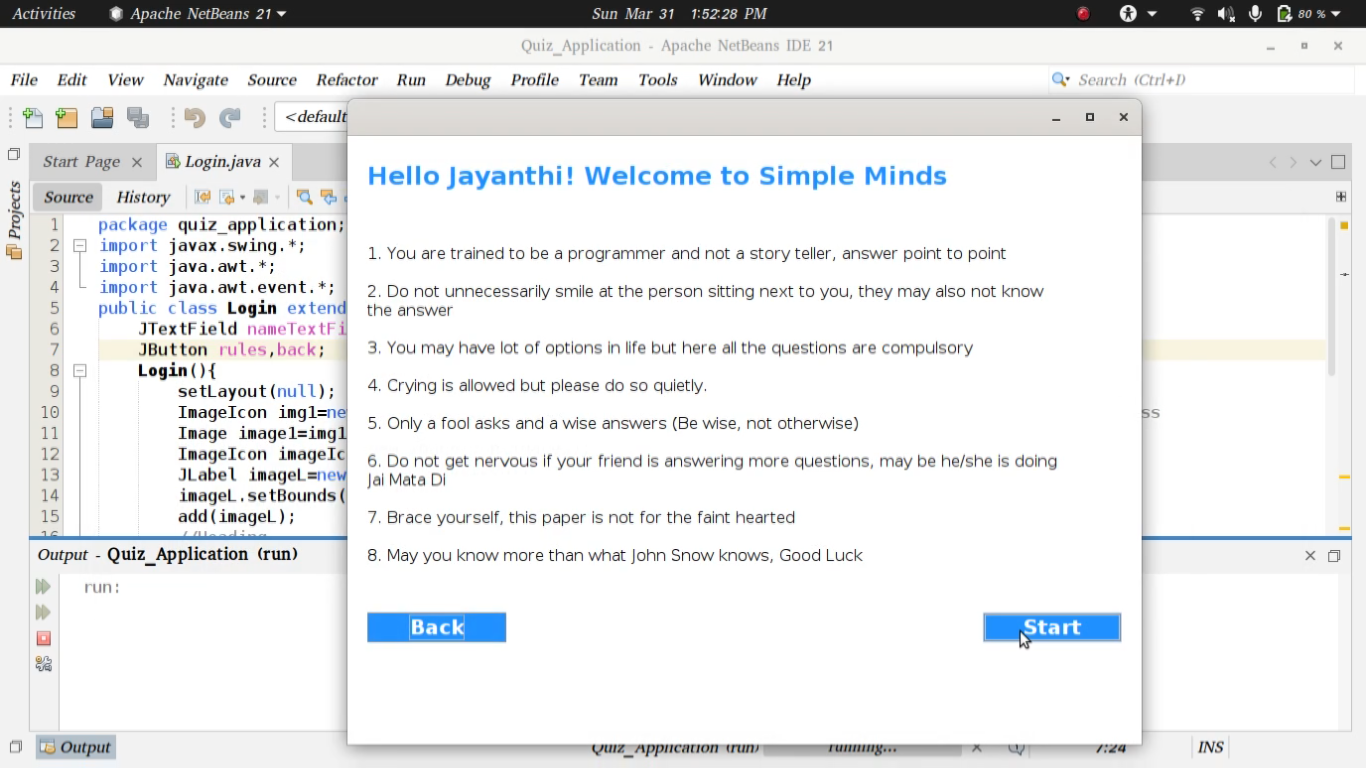 Activities Apache NetBeans 21 Sun Mar 31 1:52:28 PM 80 %
Quiz_Application - Apache NetBeans IDE 21
File Edit View Navigate Source Refactor Run Debug Profile Team Tools Window Help Search (Ctrl+I)
<default
Start Page Login.java
Source History
Projects
1 package quiz_application;
2 import javax.swing.*;
3 import java.awt.*;
4 import java.awt.event.*;
5 public class Login extend
6 JTextField nameTextFi
7 JButton rules,back;
8 Login(){
9 setLayout(null);
10 ImageIcon img1=ne
11 Image image1=img1
12 ImageIcon imageIc
13 JLabel imageL=new
14 imageL.setBounds(
15 add(imageL);
16 //Heading
ss
Hello Jayanthi! Welcome to Simple Minds
1. You are trained to be a programmer and not a story teller, answer point to point
2. Do not unnecessarily smile at the person sitting next to you, they may also not know
the answer
3. You may have lot of options in life but here all the questions are compulsory
4. Crying is allowed but please do so quietly.
5. Only a fool asks and a wise answers (Be wise, not otherwise)
6. Do not get nervous if your friend is answering more questions, may be he/she is doing
Jai Mata Di
7. Brace yourself, this paper is not for the faint hearted
8. May you know more than what John Snow knows, Good Luck
Back Start
Output - Quiz_Application (run)
run:
Output Quiz_Application (run) running... 7:24 INS